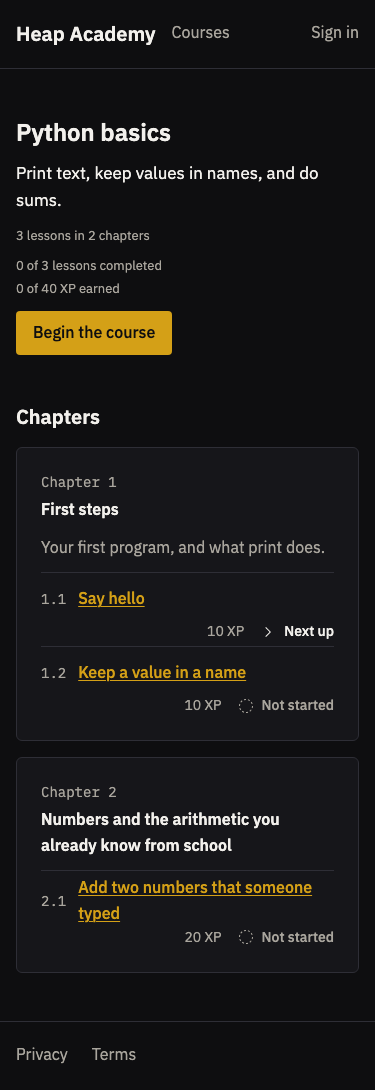 Heap Academy Courses Sign in
Python basics
Print text, keep values in names, and do
sums.
3 lessons in 2 chapters
0 of 3 lessons completed
0 of 40 XP earned
Begin the course
Chapters
Chapter 1
First steps
Your first program, and what print does.
1.1 Say hello
10 XP Next up
1.2 Keep a value in a name
10 XP Not started
Chapter 2
Numbers and the arithmetic you
already know from school
2.1 Add two numbers that someone
typed
20 XP Not started
Privacy Terms